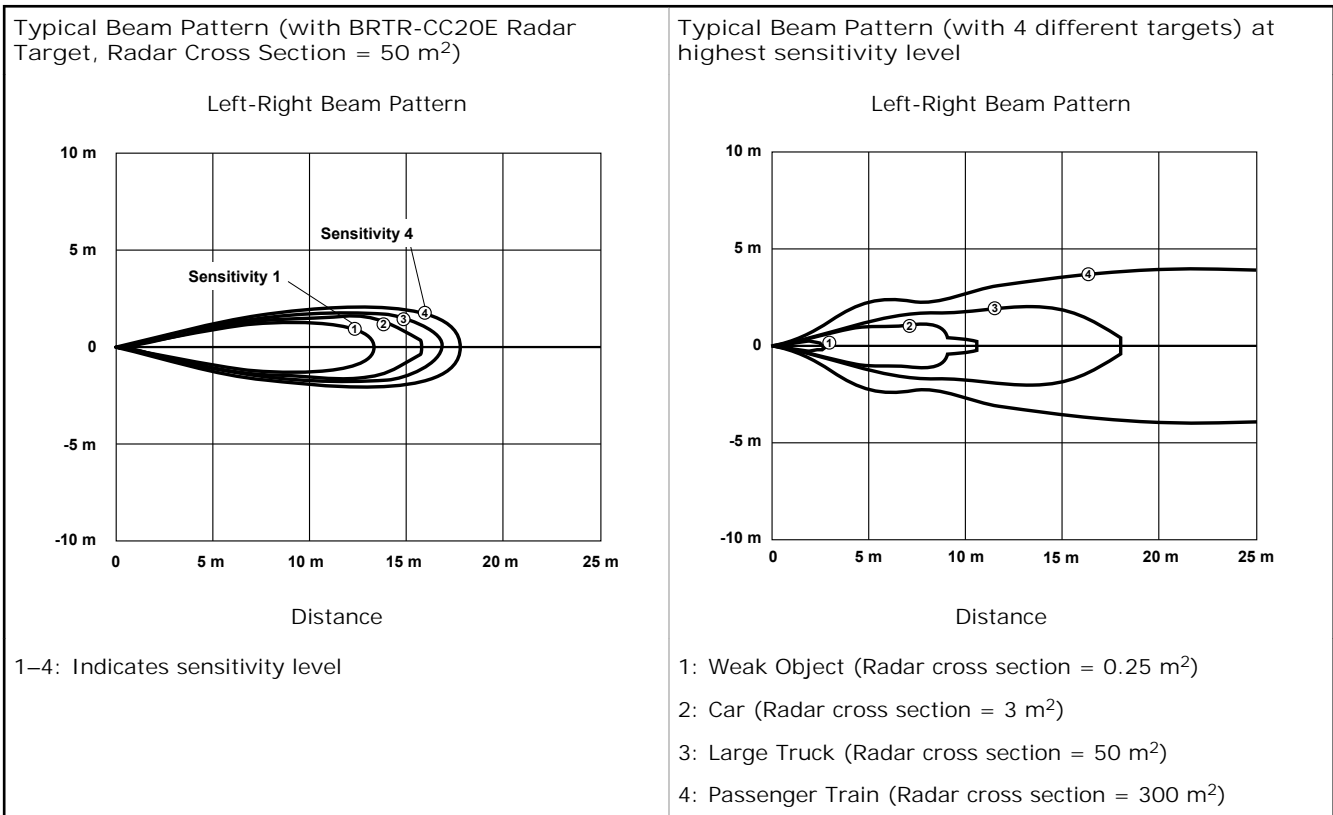 Typical Beam Pattern (with BRTR-CC20E Radar
Target, Radar Cross Section = 50 m²)
Left-Right Beam Pattern
10 m
5 m
0
-5 m
-10 m
Sensitivity 4
Sensitivity 1
1
2
3
4
0
5 m
10 m
15 m
20 m
25 m
Distance
1–4: Indicates sensitivity level
Typical Beam Pattern (with 4 different targets) at
highest sensitivity level
Left-Right Beam Pattern
10 m
5 m
0
-5 m
-10 m
4
3
2
1
0
5 m
10 m
15 m
20 m
25 m
Distance
1: Weak Object (Radar cross section = 0.25 m²)
2: Car (Radar cross section = 3 m²)
3: Large Truck (Radar cross section = 50 m²)
4: Passenger Train (Radar cross section = 300 m²)